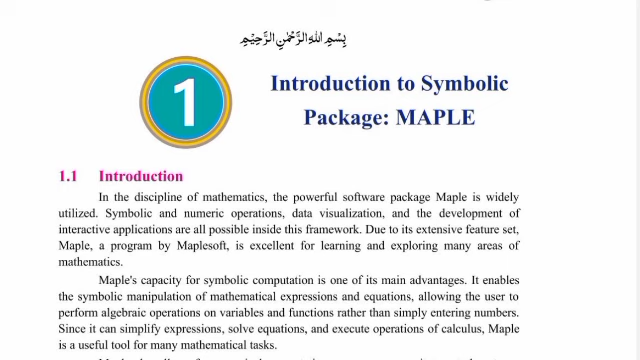 بِسْمِ اللهِ الرَّحْمٰنِ الرَّحِيْمِ
1
Introduction to Symbolic
Package: MAPLE
1.1 Introduction
In the discipline of mathematics, the powerful software package Maple is widely
utilized. Symbolic and numeric operations, data visualization, and the development of
interactive applications are all possible inside this framework. Due to its extensive feature set,
Maple, a program by Maplesoft, is excellent for learning and exploring many areas of
mathematics.
Maple's capacity for symbolic computation is one of its main advantages. It enables
the symbolic manipulation of mathematical expressions and equations, allowing the user to
perform algebraic operations on variables and functions rather than simply entering numbers.
Since it can simplify expressions, solve equations, and execute operations of calculus, Maple
is a useful tool for many mathematical tasks.